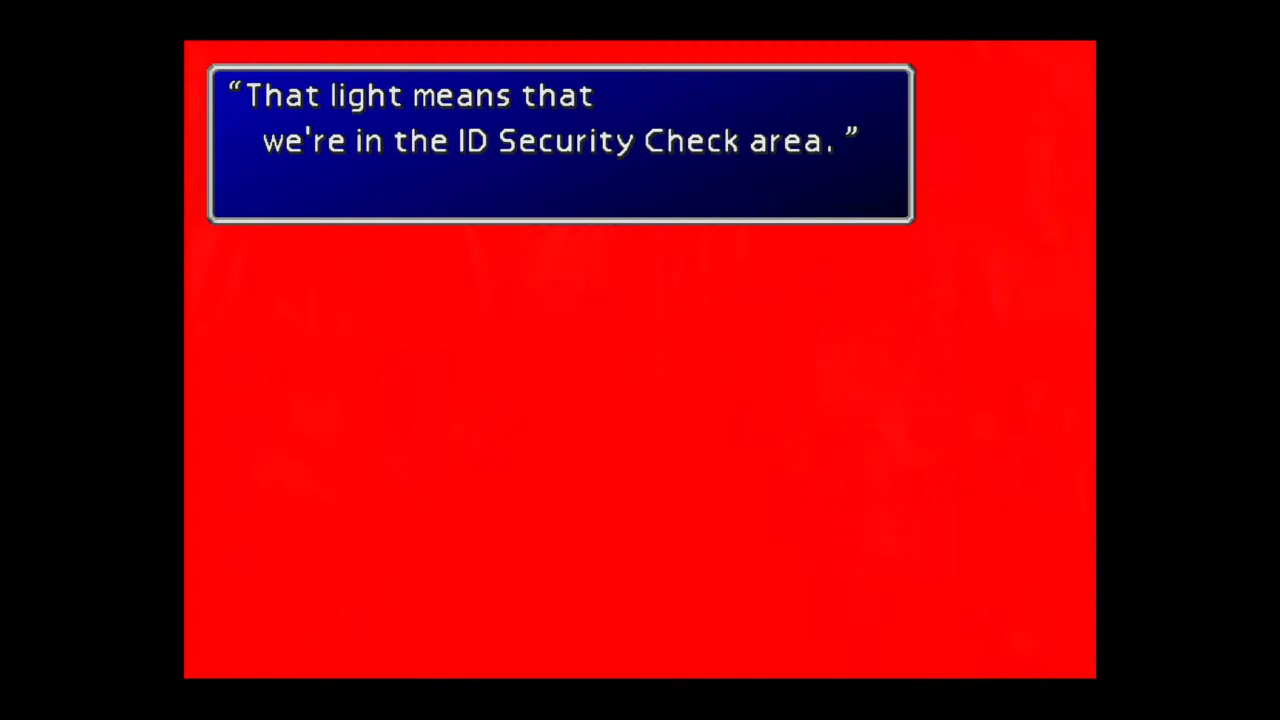 “That light means that
we're in the ID Security Check area. ”